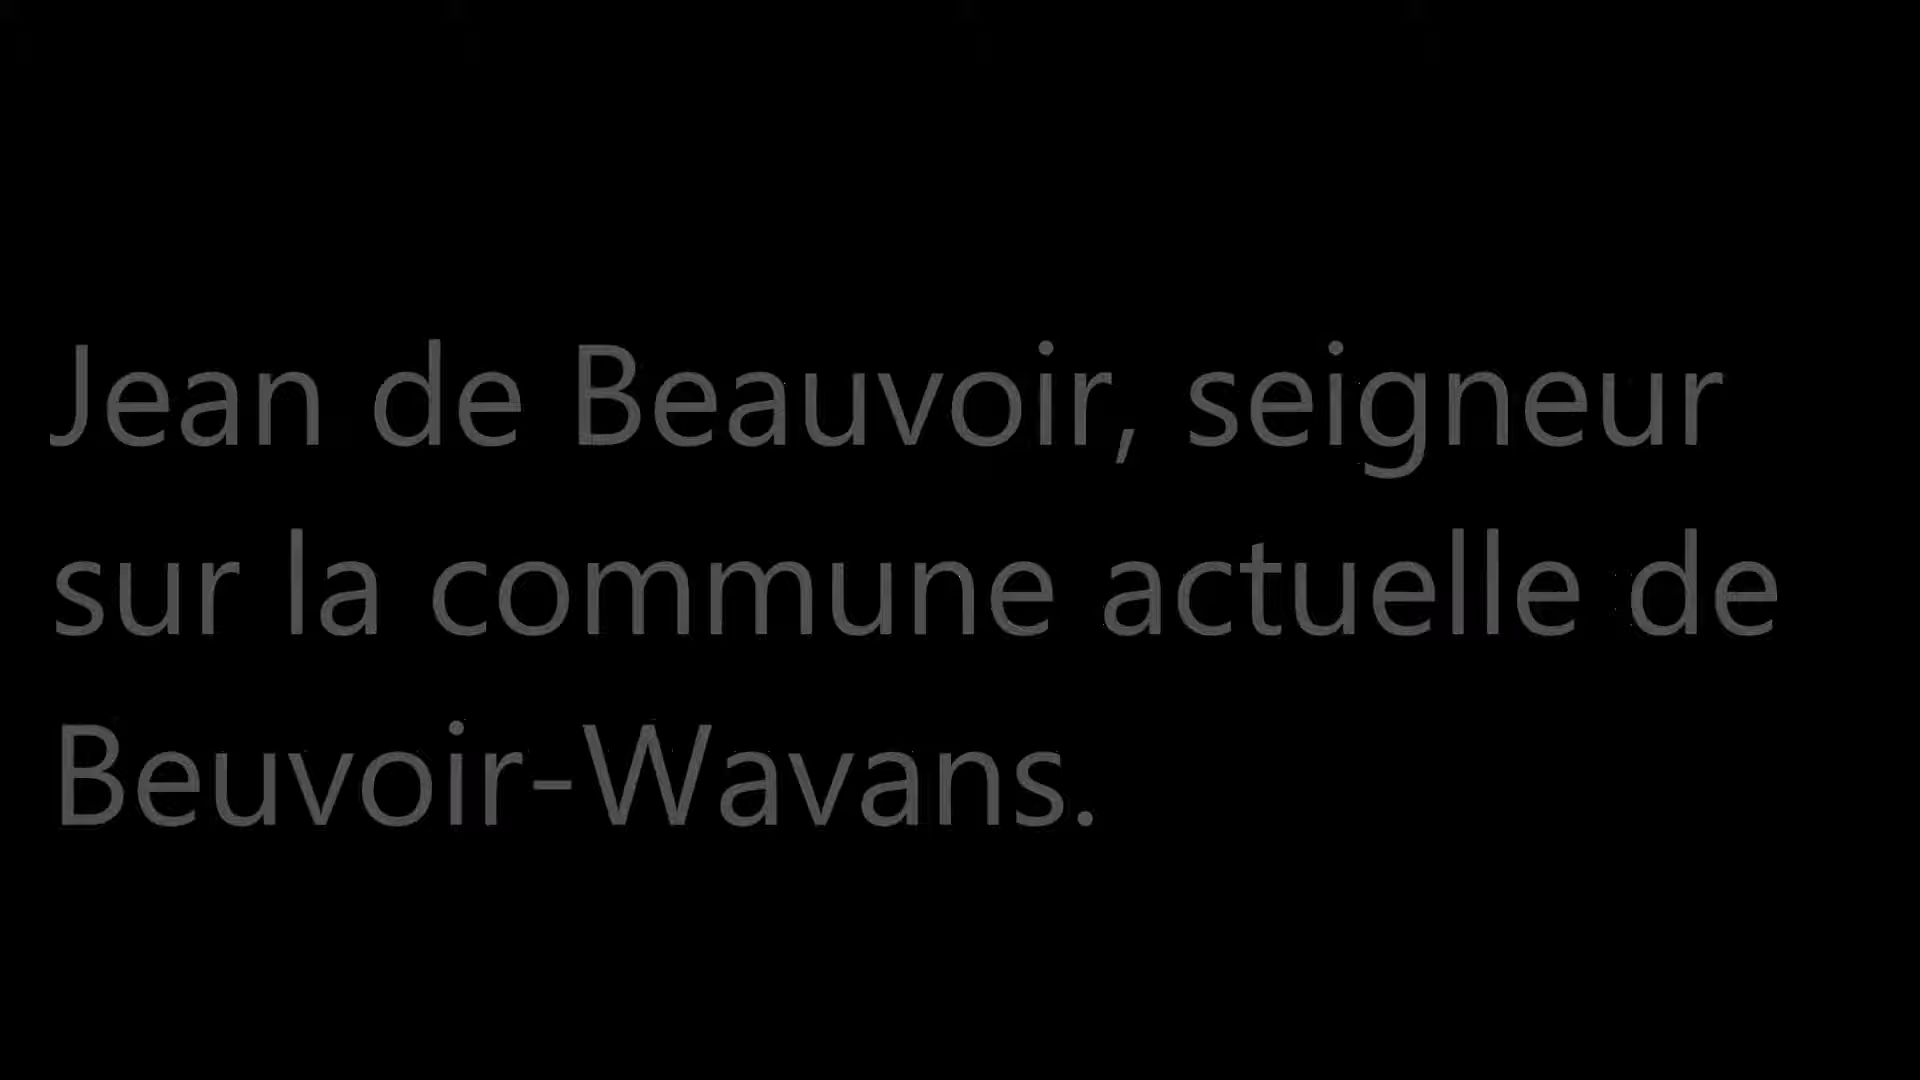 Jean de Beauvoir, seigneur
sur la commune actuelle de
Beuvoir-Wavans.